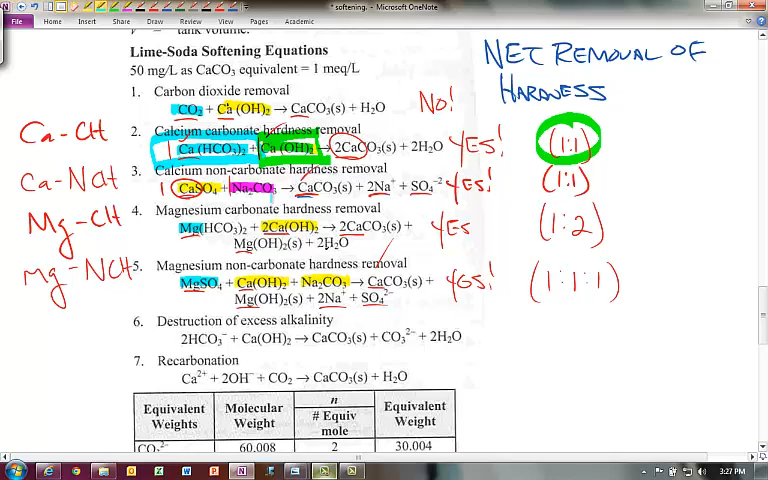 * softening. - Microsoft OneNote
File Home Insert Share Draw Review View Pages Academic
V = tank volume.
Lime-Soda Softening Equations
50 mg/L as CaCO₃ equivalent = 1 meq/L
NET REMOVAL OF
HARDNESS
1. Carbon dioxide removal
CO₂ + Ca (OH)₂ → CaCO₃(s) + H₂O
No!
2. Calcium carbonate hardness removal
Ca-CH
1 Ca (HCO₃)₂ + 1 Ca (OH)₂ → 2CaCO₃(s) + 2H₂O
YES!
(1:1)
3. Calcium non-carbonate hardness removal
Ca-NCH
1 CaSO₄ + 1 Na₂CO₃ → CaCO₃(s) + 2Na⁺ + SO₄⁻²
YES!
(1:1)
4. Magnesium carbonate hardness removal
Mg-CH
Mg(HCO₃)₂ + 2Ca(OH)₂ → 2CaCO₃(s) +
Mg(OH)₂(s) + 2H₂O
YES
(1:2)
5. Magnesium non-carbonate hardness removal
Mg-NCH
MgSO₄ + Ca(OH)₂ + Na₂CO₃ → CaCO₃(s) +
Mg(OH)₂(s) + 2Na⁺ + SO₄²⁻
YES!
(1:1:1)
6. Destruction of excess alkalinity
2HCO₃⁻ + Ca(OH)₂ → CaCO₃(s) + CO₃²⁻ + 2H₂O
7. Recarbonation
Ca²⁺ + 2OH⁻ + CO₂ → CaCO₃(s) + H₂O
Equivalent Weights
Molecular Weight
n # Equiv mole
Equivalent Weight
CO₃²⁻ 60.008 2 30.004
3:27 PM